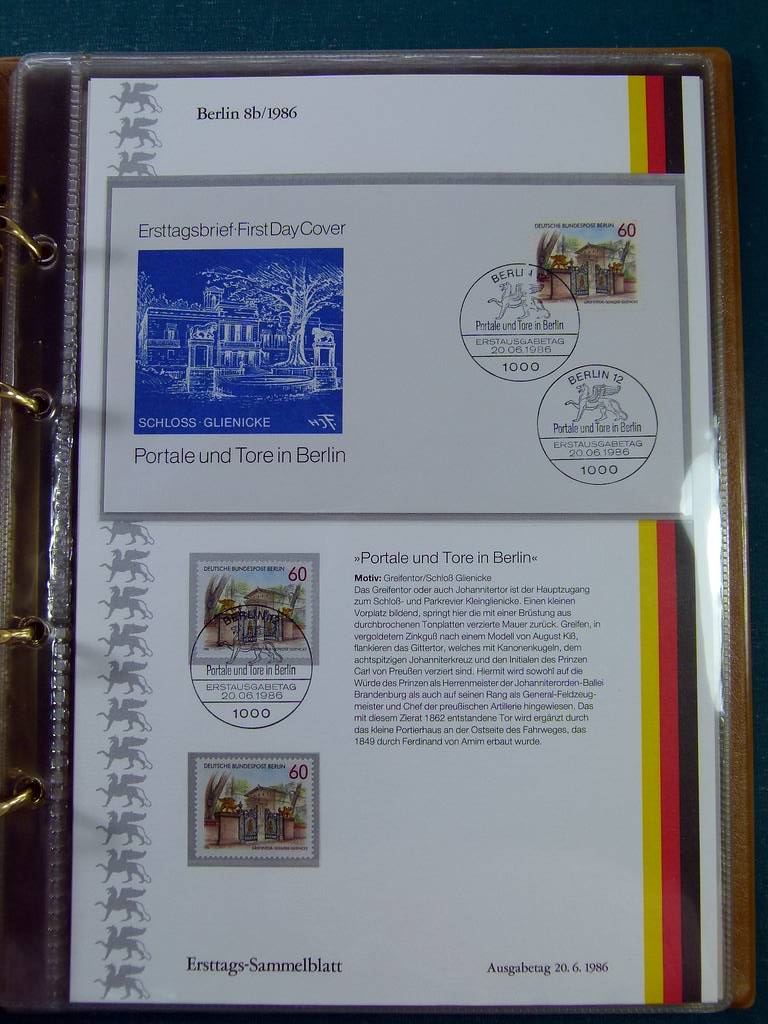 Berlin 8b/1986
Ersttagsbrief·First Day Cover
SCHLOSS·GLIENICKE
Portale und Tore in Berlin
DEUTSCHE BUNDESPOST BERLIN 60
GREIFENTOR·SCHLOSS GLIENICKE
BERLIN 12
Portale und Tore in Berlin
ERSTAUSGABETAG
20.06.1986
1000
BERLIN 12
Portale und Tore in Berlin
ERSTAUSGABETAG
20.06.1986
1000
DEUTSCHE BUNDESPOST BERLIN 60
BERLIN 12
Portale und Tore in Berlin
ERSTAUSGABETAG
20.06.1986
1000
»Portale und Tore in Berlin«
Motiv: Greifentor/Schloß Glienicke
Das Greifentor oder auch Johannitertor ist der Hauptzugang
zum Schloß- und Parkrevier Kleinglienicke. Einen kleinen
Vorplatz bildend, springt hier die mit einer Brüstung aus
durchbrochenen Tonplatten verzierte Mauer zurück. Greifen, in
vergoldetem Zinkguß nach einem Modell von August Kiß,
flankieren das Gittertor, welches mit Kanonenkugeln, dem
achtspitzigen Johanniterkreuz und den Initialen des Prinzen
Carl von Preußen verziert sind. Hiermit wird sowohl auf die
Würde des Prinzen als Herrenmeister der Johanniterorden-Ballei
Brandenburg als auch auf seinen Rang als General-Feldzeug-
meister und Chef der preußischen Artillerie hingewiesen. Das
mit diesem Zierat 1862 entstandene Tor wird ergänzt durch
das kleine Portierhaus an der Ostseite des Fahrweges, das
1849 durch Ferdinand von Arnim erbaut wurde.
DEUTSCHE BUNDESPOST BERLIN 60
GREIFENTOR·SCHLOSS GLIENICKE
Ersttags-Sammelblatt
Ausgabetag 20. 6. 1986